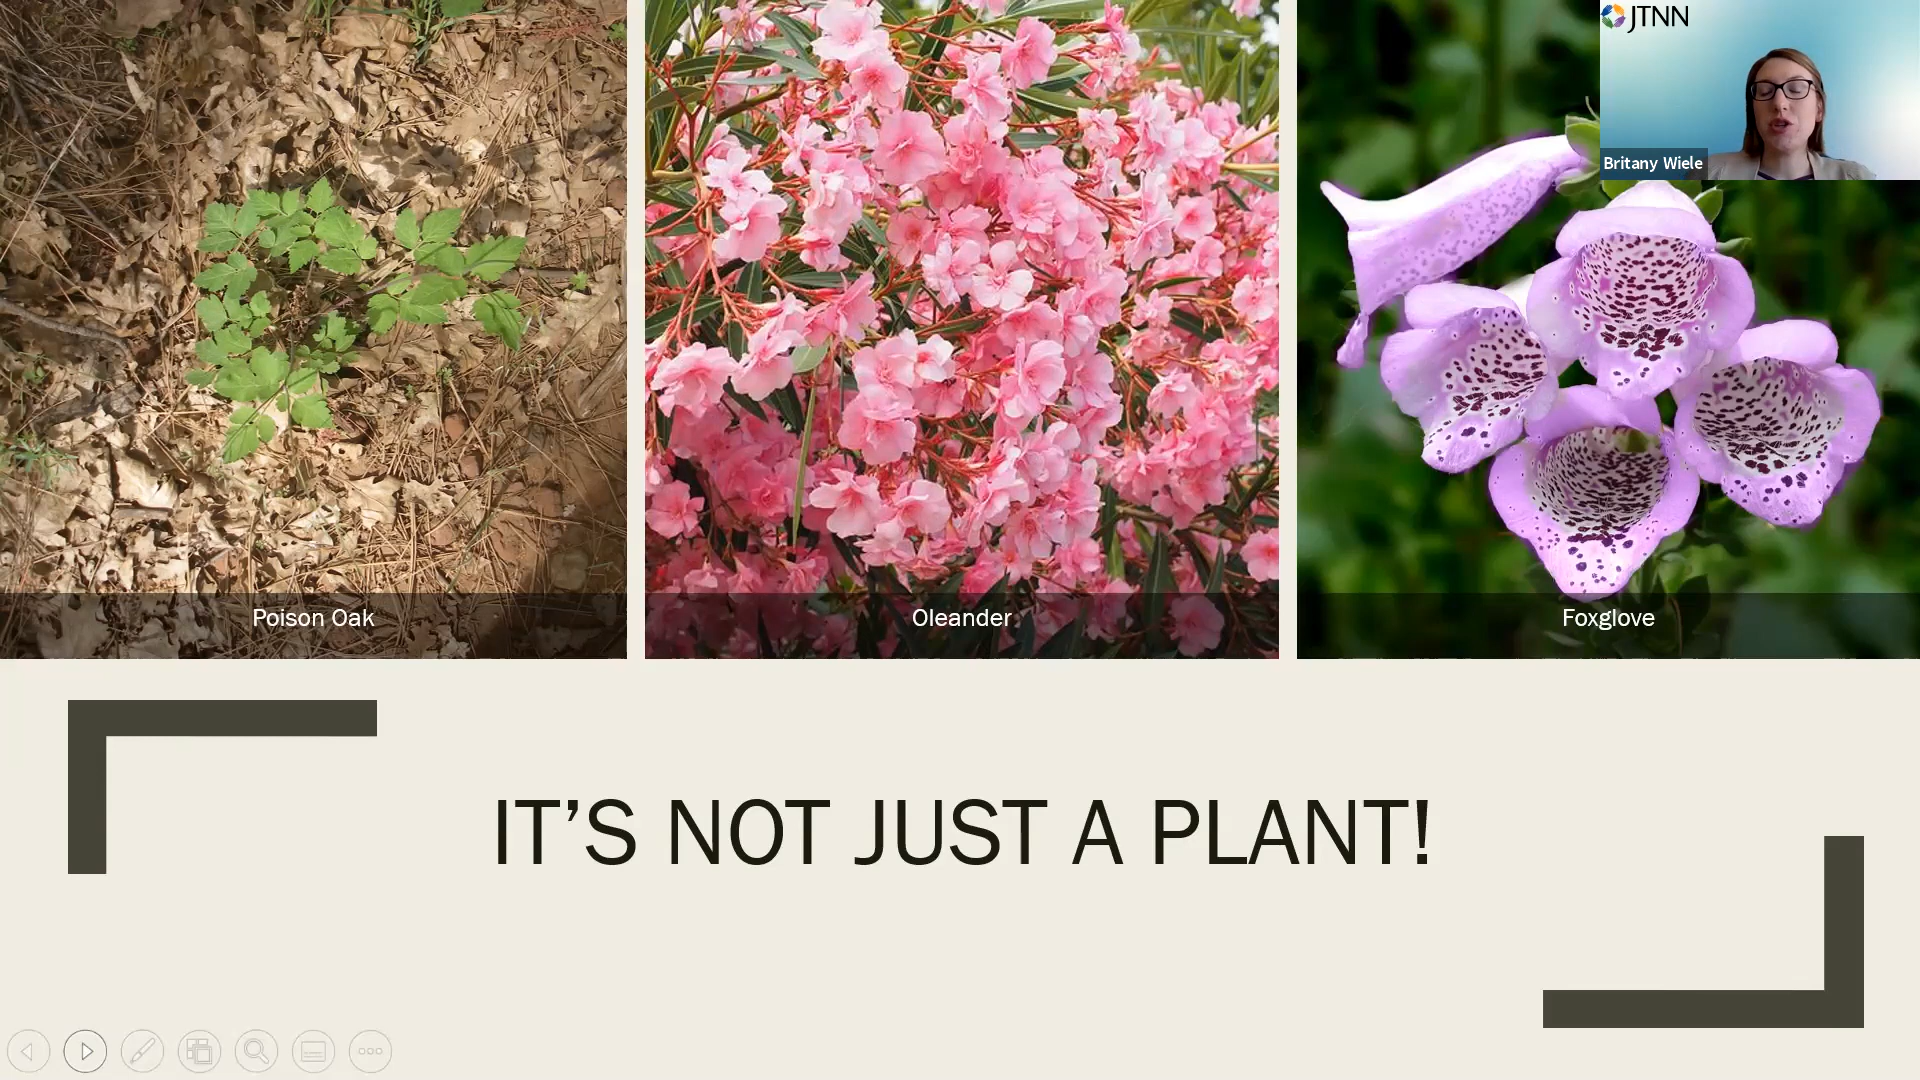 JTNN
Britany Wiele
Poison Oak
Oleander
Foxglove
IT’S NOT JUST A PLANT!